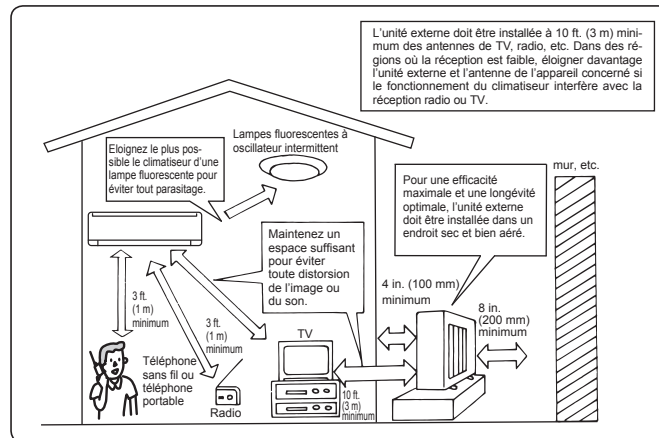 L'unité externe doit être installée à 10 ft. (3 m) mini-
mum des antennes de TV, radio, etc. Dans des ré-
gions où la réception est faible, éloigner davantage
l'unité externe et l'antenne de l'appareil concerné si
le fonctionnement du climatiseur interfère avec la
réception radio ou TV.
Eloignez le plus pos-
sible le climatiseur d'une
lampe fluorescente pour
éviter tout parasitage.
Lampes fluorescentes à
oscillateur intermittent
mur, etc.
Pour une efficacité
maximale et une longévité
optimale, l'unité externe
doit être installée dans un
endroit sec et bien aéré.
Maintenez un
espace suffisant
pour éviter
toute distorsion
de l'image ou
du son.
4 in. (100 mm)
minimum
8 in.
(200 mm)
minimum
3 ft.
(1 m)
minimum
3 ft.
(1 m)
minimum
TV
Téléphone
sans fil ou
téléphone
portable
Radio
10 ft.
(3 m)
minimum